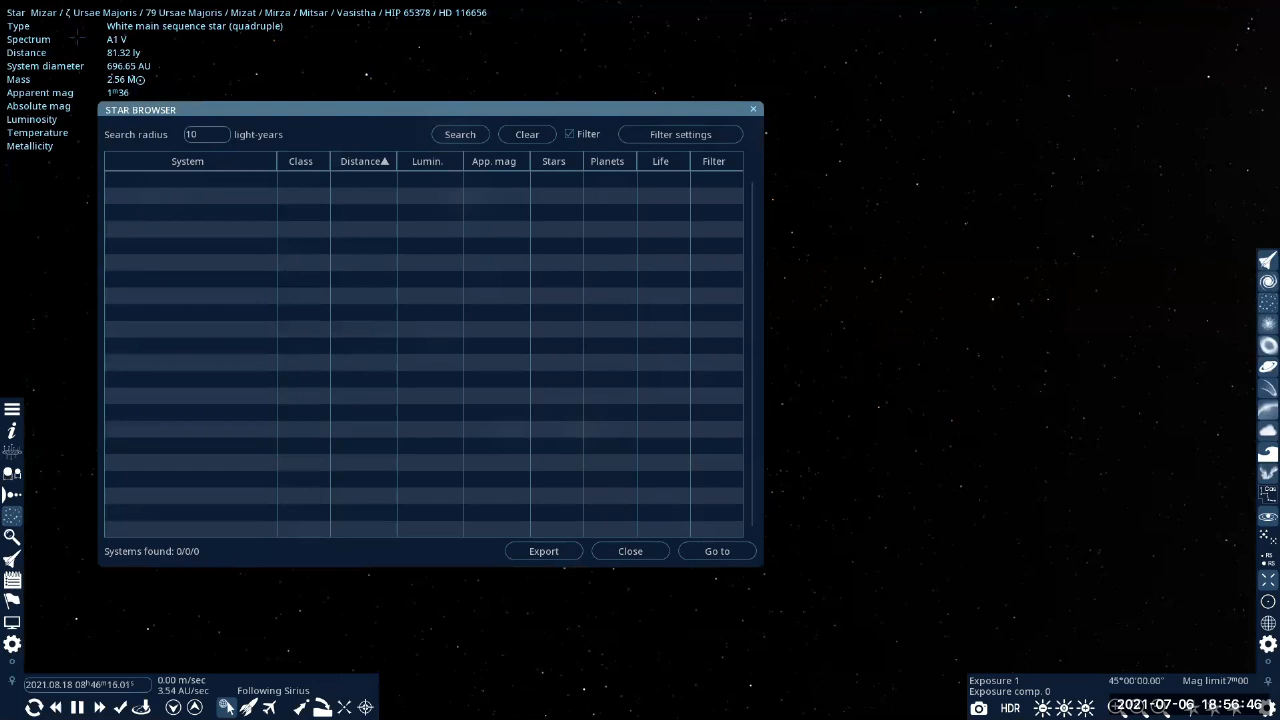 Star Mizar / ζ Ursae Majoris / 79 Ursae Majoris / Mizat / Mirza / Mitsar / Vasistha / HIP 65378 / HD 116656
Type White main sequence star (quadruple)
Spectrum A1 V
Distance 81.32 ly
System diameter 696.65 AU
Mass 2.56 M☉
Apparent mag 1ᵐ36
Absolute mag
Luminosity
Temperature
Metallicity
STAR BROWSER
Search radius 10 light-years Search Clear Filter Filter settings
System Class Distance▲ Lumin. App. mag Stars Planets Life Filter
Systems found: 0/0/0 Export Close Go to
2021.08.18 08ʰ46ᵐ16.01ˢ
0.00 m/sec
3.54 AU/sec
Following Sirius
Exposure 1 45°00'00.00" Mag limit7ᵐ00
Exposure comp. 0
HDR
2021-07-06 18:56:46